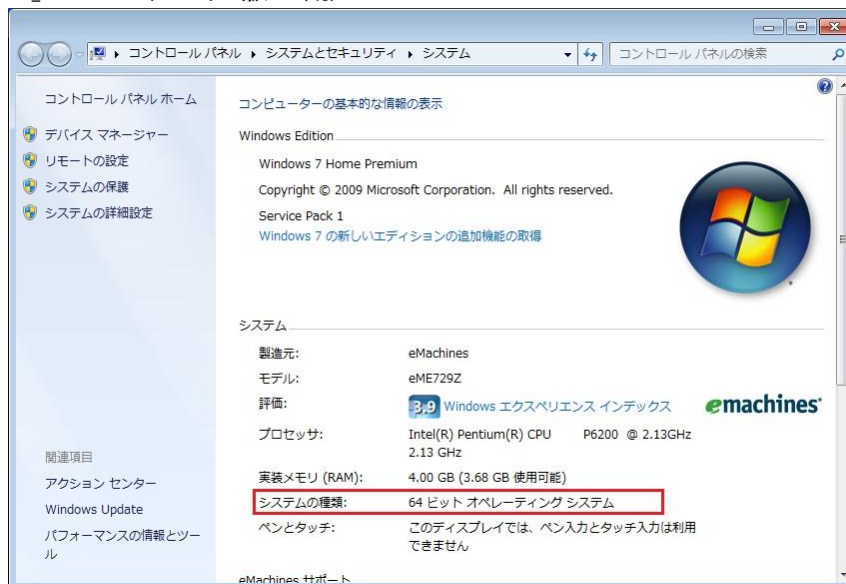 コントロール パネル ▸ システムとセキュリティ ▸ システム
コントロール パネルの検索
コントロール パネル ホーム
デバイス マネージャー
リモートの設定
システムの保護
システムの詳細設定
関連項目
アクション センター
Windows Update
パフォーマンスの情報とツー
ル
コンピューターの基本的な情報の表示
Windows Edition
Windows 7 Home Premium
Copyright © 2009 Microsoft Corporation. All rights reserved.
Service Pack 1
Windows 7 の新しいエディションの追加機能の取得
システム
製造元: eMachines
モデル: eME729Z
評価: 3.9 Windows エクスペリエンス インデックス
emachines
プロセッサ: Intel(R) Pentium(R) CPU P6200 @ 2.13GHz
2.13 GHz
実装メモリ (RAM): 4.00 GB (3.68 GB 使用可能)
システムの種類: 64 ビット オペレーティング システム
ペンとタッチ: このディスプレイでは、ペン入力とタッチ入力は利用
できません
eMachines サポート